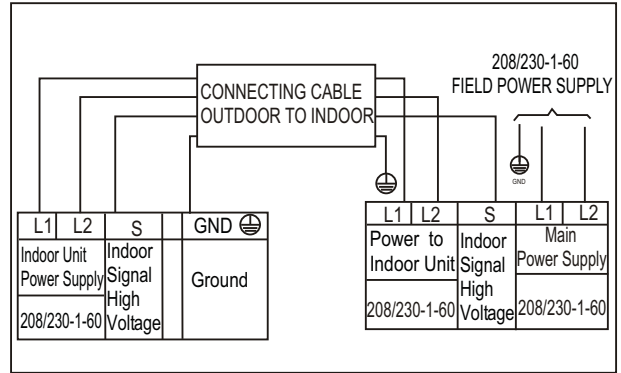 208/230-1-60
FIELD POWER SUPPLY
CONNECTING CABLE
OUTDOOR TO INDOOR
GND
L1 L2 S GND
Indoor Unit
Power Supply
208/230-1-60
Indoor
Signal
High
Voltage
Ground
L1 L2 S L1 L2
Power to
Indoor Unit
208/230-1-60
Indoor
Signal
High
Voltage
Main
Power Supply
208/230-1-60